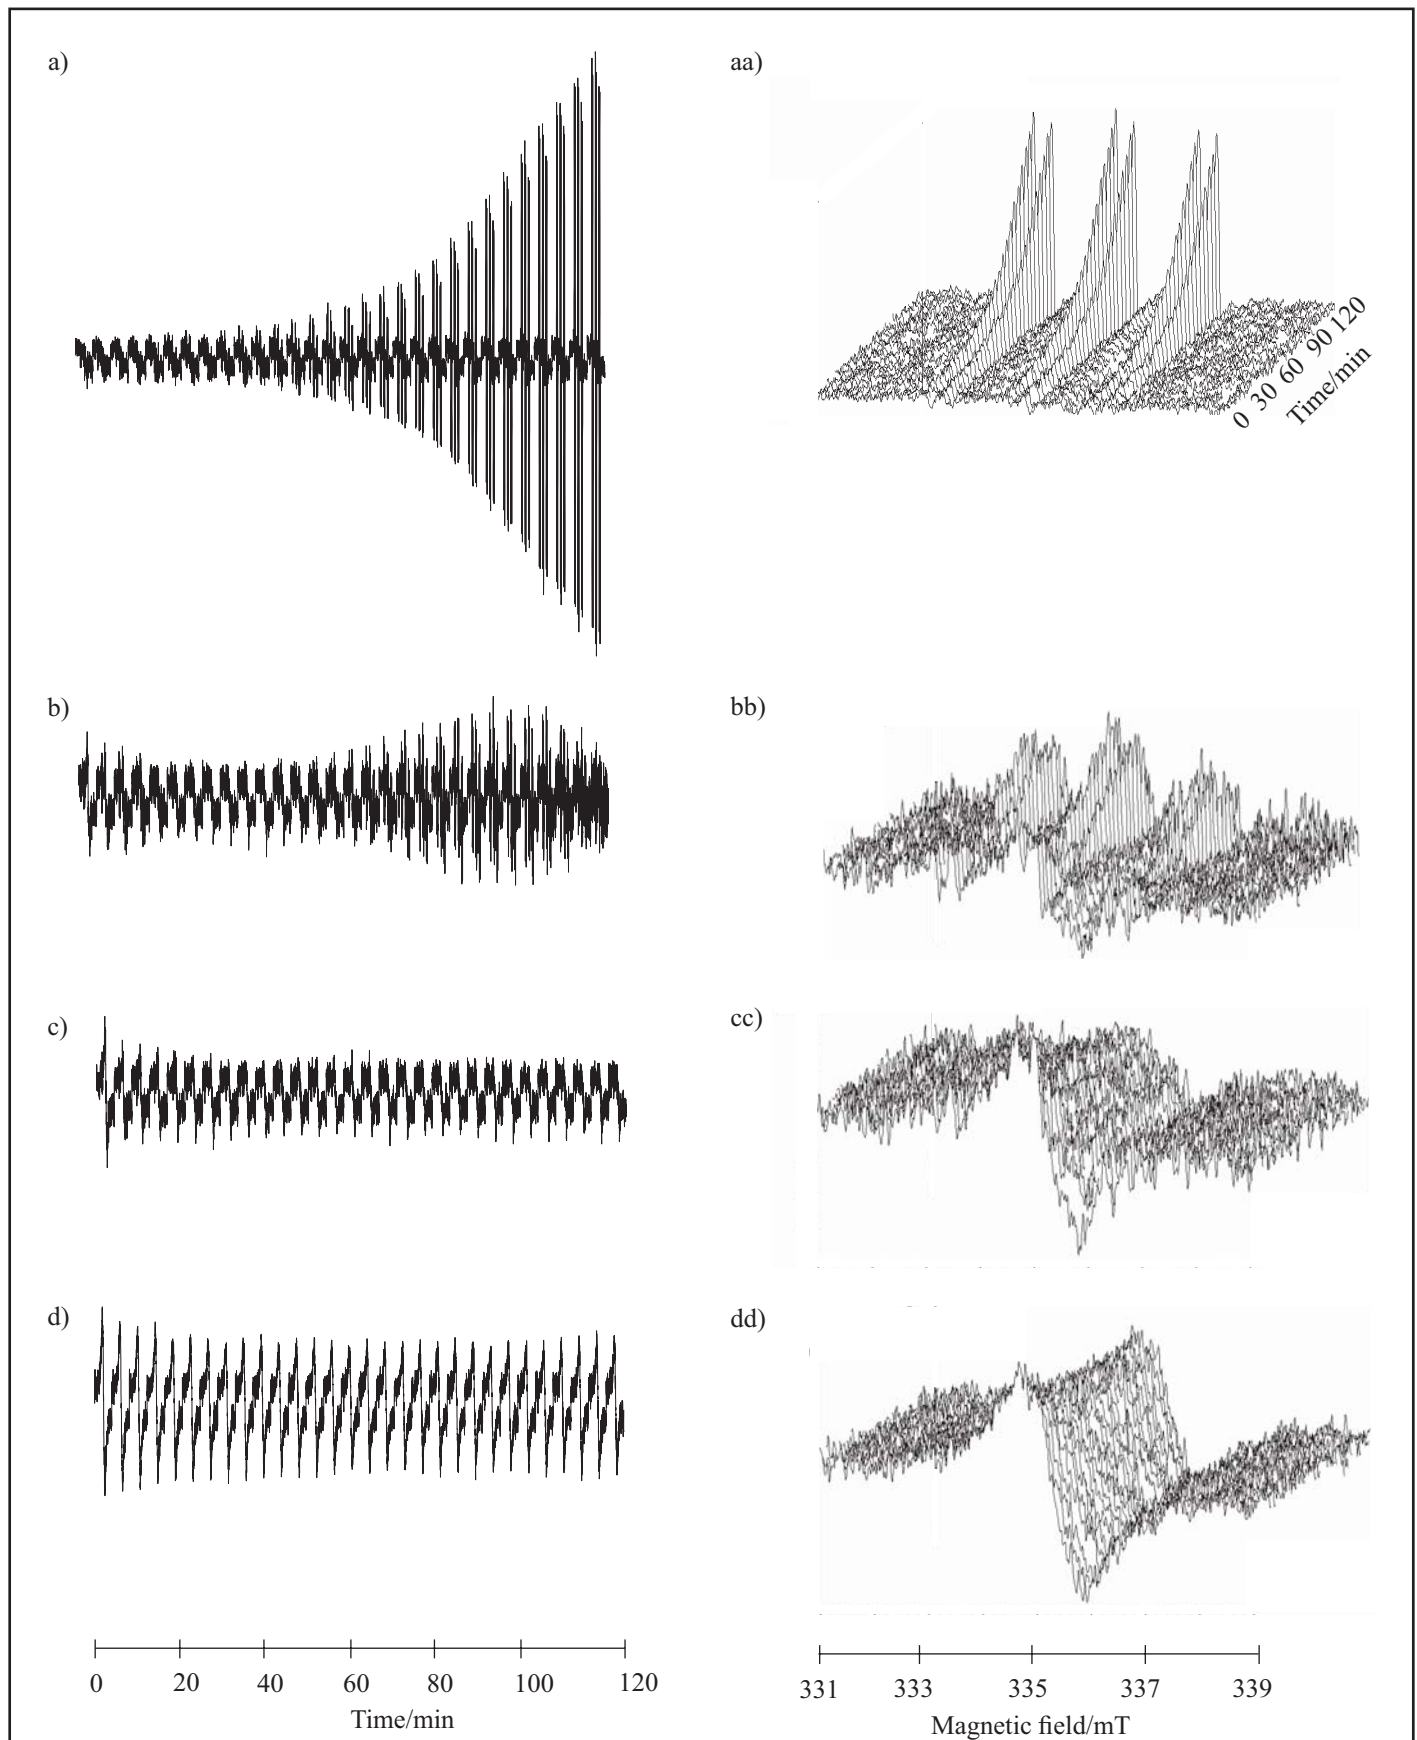 a)
aa)
0 30 60 90 120
Time/min
b)
bb)
c)
cc)
d)
dd)
0 20 40 60 80 100 120
Time/min
331 333 335 337 339
Magnetic field/mT